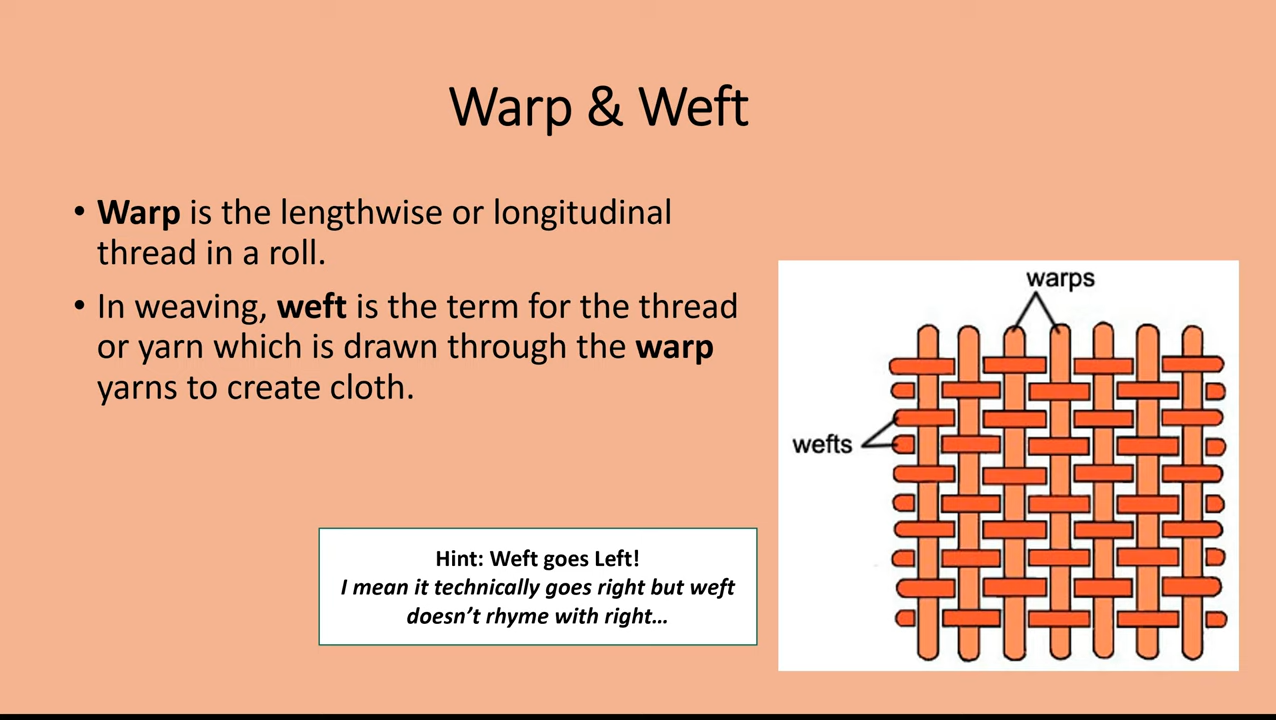 Warp & Weft
• Warp is the lengthwise or longitudinal
thread in a roll.
• In weaving, weft is the term for the thread
or yarn which is drawn through the warp
yarns to create cloth.
warps
wefts
Hint: Weft goes Left!
I mean it technically goes right but weft
doesn’t rhyme with right…